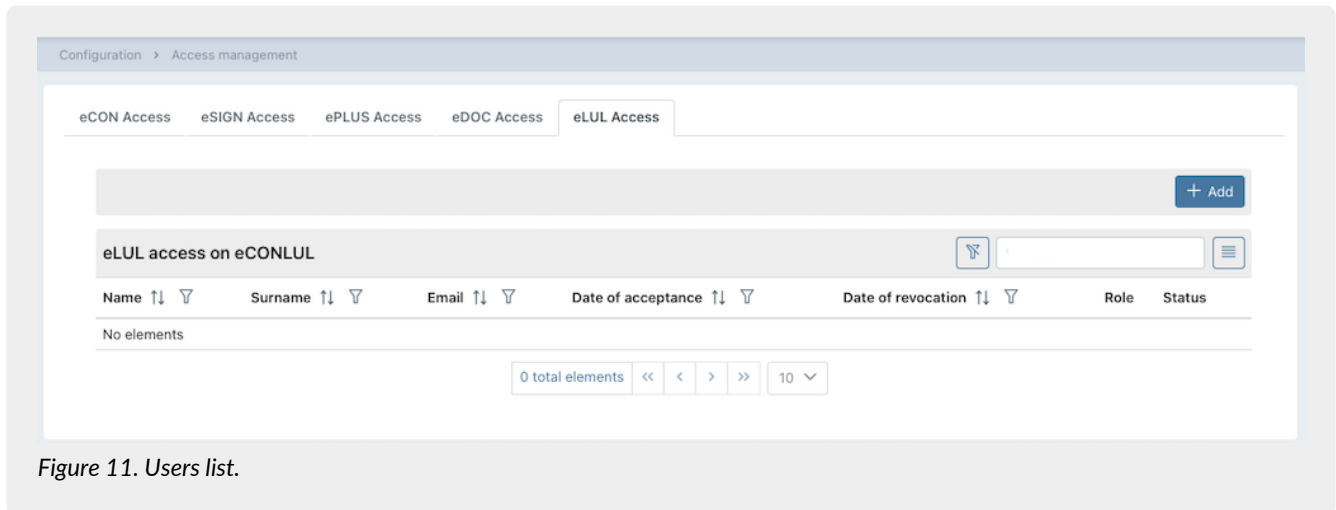 Configuration > Access management
eCON Access eSIGN Access ePLUS Access eDOC Access eLUL Access
+ Add
eLUL access on eCONLUL
Name Surname Email Date of acceptance Date of revocation Role Status
No elements
0 total elements « < > » 10
Figure 11. Users list.